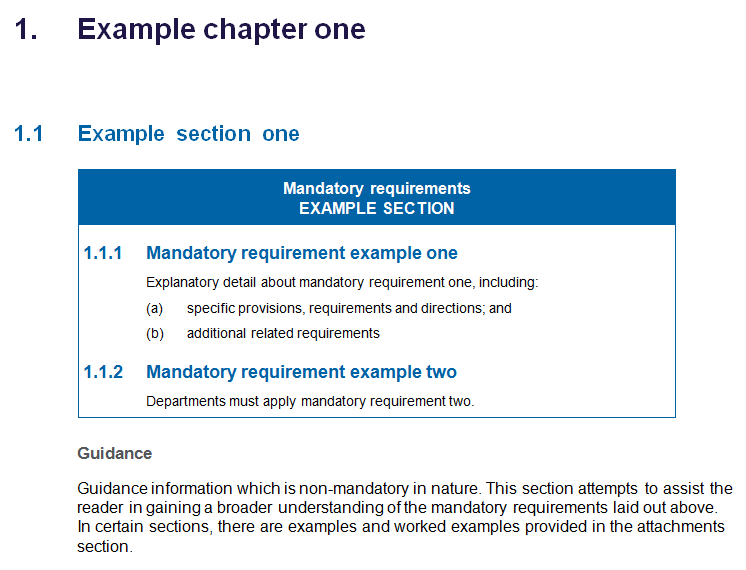 1. Example chapter one
1.1 Example section one
Mandatory requirements
EXAMPLE SECTION
1.1.1 Mandatory requirement example one
Explanatory detail about mandatory requirement one, including:
(a) specific provisions, requirements and directions; and
(b) additional related requirements
1.1.2 Mandatory requirement example two
Departments must apply mandatory requirement two.
Guidance
Guidance information which is non-mandatory in nature. This section attempts to assist the
reader in gaining a broader understanding of the mandatory requirements laid out above.
In certain sections, there are examples and worked examples provided in the attachments
section.